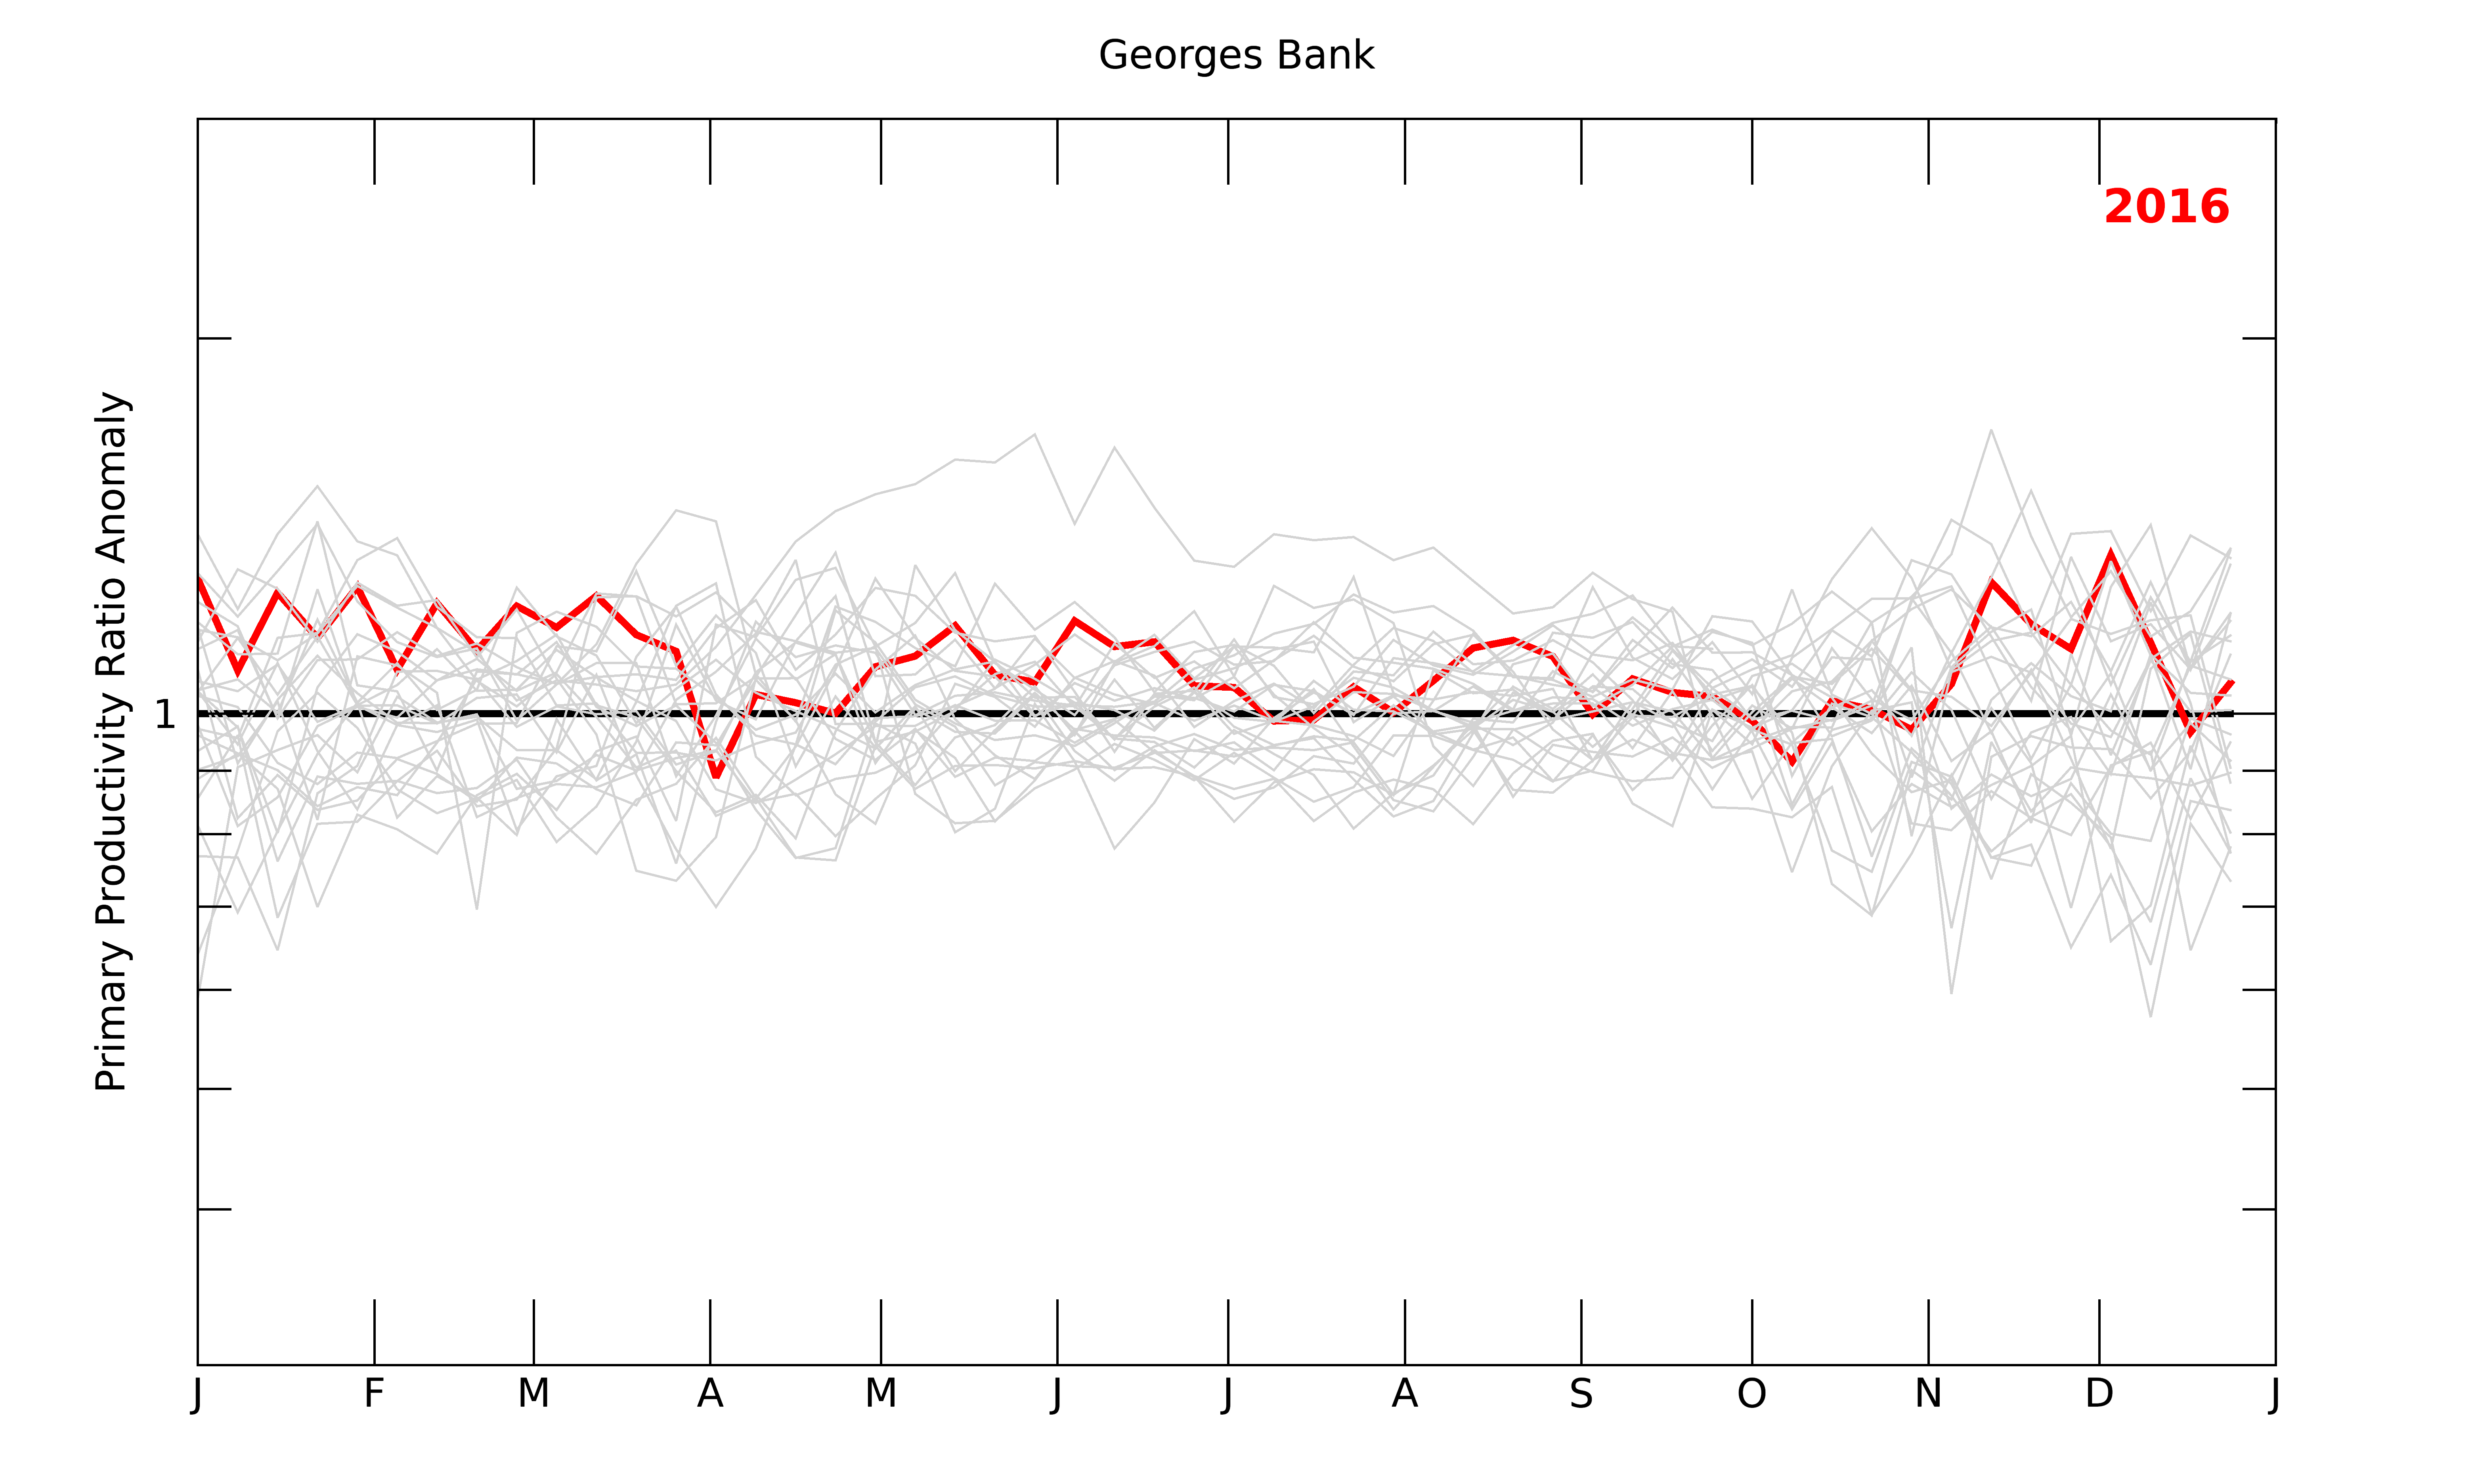 Georges Bank
2016
Primary Productivity Ratio Anomaly
1
J F M A M J J A S O N D J